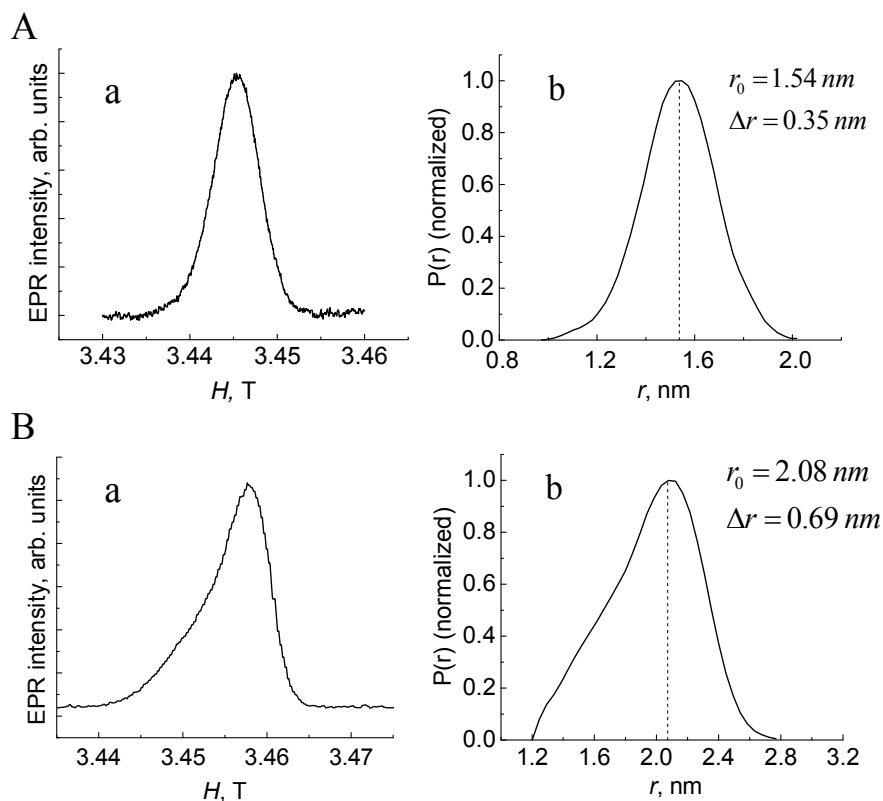 A
a
EPR intensity, arb. units
3.43 3.44 3.45 3.46
H, T
b
r₀ = 1.54 nm
Δr = 0.35 nm
P(r) (normalized)
1.0
0.8
0.6
0.4
0.2
0.0
0.8 1.2 1.6 2.0
r, nm
B
a
EPR intensity, arb. units
3.44 3.45 3.46 3.47
H, T
b
r₀ = 2.08 nm
Δr = 0.69 nm
P(r) (normalized)
1.0
0.8
0.6
0.4
0.2
0.0
1.2 1.6 2.0 2.4 2.8 3.2
r, nm